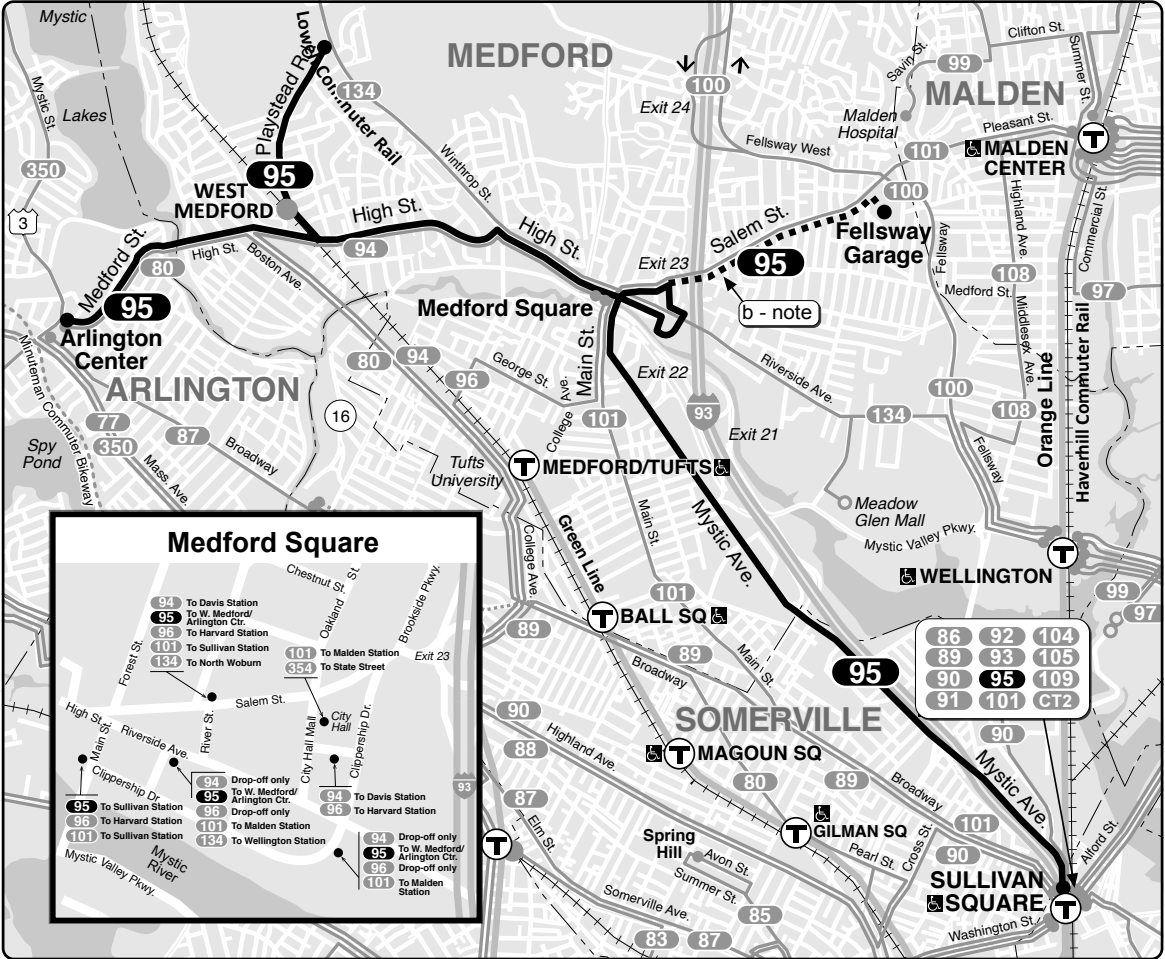 Mystic
Lakes
Mystic St.
350
3
Lowe
Commuter Rail
Playstead Rd.
134
95
WEST
MEDFORD
MEDFORD
Winthrop St.
High St.
94
High St.
Medford St.
80
High St.
Boston Ave.
95
Arlington
Center
ARLINGTON
Minuteman Commuter Bikeway
77
350
87
Mass. Ave.
Broadway
Spy
Pond
16
80
94
96
George St.
College Ave.
Main St.
101
Medford Square
Exit 24
100
Fellsway West
Exit 23
Salem St.
95
b - note
100
Fellsway
Garage
Fellsway
Exit 22
93
Exit 21
Riverside Ave.
134
100
Fellsway
Meadow
Glen Mall
Mystic Valley Pkwy.
Savin St.
99
Clifton St.
Summer St.
MALDEN
Malden
Hospital
Pleasant St.
101
T
MALDEN
CENTER
Highland Ave.
Commercial St.
108
Medford St.
97
Middlesex Ave.
108
Orange Line
Haverhill Commuter Rail
T
WELLINGTON
99
97
Tufts
University
T
MEDFORD/TUFTS
Green Line
College Ave.
Main St.
Mystic Ave.
101
T
BALL SQ
89
89
Broadway
Main St.
95
86 92 104
89 93 105
90 95 109
91 101 CT2
90
SOMERVILLE
90
88
Highland Ave.
T
MAGOUN SQ
80
89
Broadway
Mystic Ave.
101
87
Elm St.
T
T
GILMAN SQ
Pearl St.
Cross St.
90
Spring
Hill
Avon St.
Summer St.
85
Somerville Ave.
83
87
Alford St.
SULLIVAN
SQUARE
T
Washington St.
Medford Square
Chestnut St.
Oakland St.
Brookside Pkwy.
Exit 23
Forest St.
94 To Davis Station
95 To W. Medford/
Arlington Ctr.
96 To Harvard Station
101 To Sullivan Station
134 To North Woburn
101 To Malden Station
354 To State Street
Salem St.
City
Hall
High St.
Main St.
Riverside Ave.
River St.
City Hall Mall
Clippership Dr.
Clippership Dr.
93
95 To Sullivan Station
96 To Harvard Station
101 To Sullivan Station
94 Drop-off only
95 To W. Medford/
Arlington Ctr.
96 Drop-off only
101 To Malden Station
134 To Wellington Station
94 To Davis Station
96 To Harvard Station
94 Drop-off only
95 To W. Medford/
Arlington Ctr.
96 Drop-off only
101 To Malden
Station
Mystic
River
Mystic Valley Pkwy.